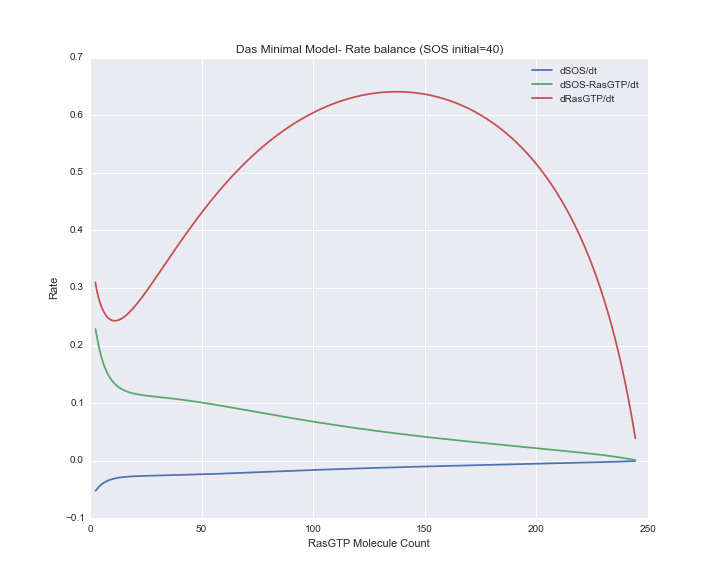 Das Minimal Model- Rate balance (SOS initial=40)
dSOS/dt
dSOS-RasGTP/dt
dRasGTP/dt
Rate
0.7
0.6
0.5
0.4
0.3
0.2
0.1
0.0
−0.1
0 50 100 150 200 250
RasGTP Molecule Count